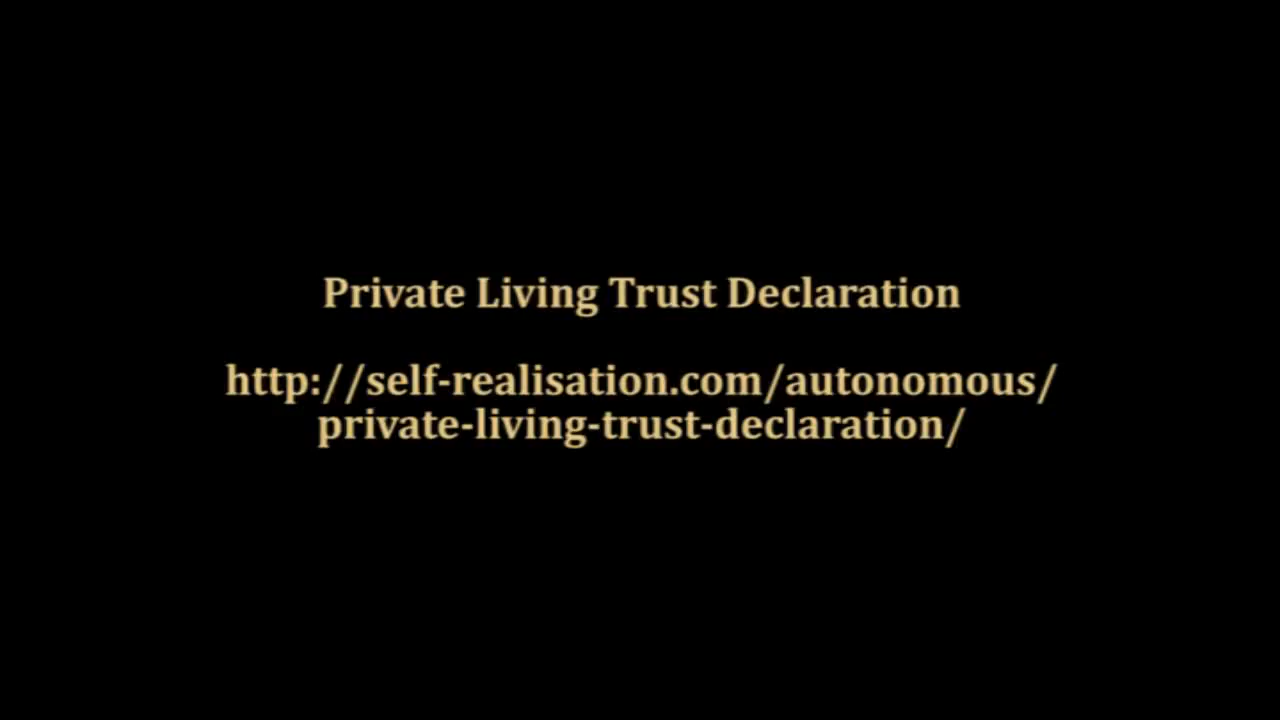 Private Living Trust Declaration
http://self-realisation.com/autonomous/
private-living-trust-declaration/